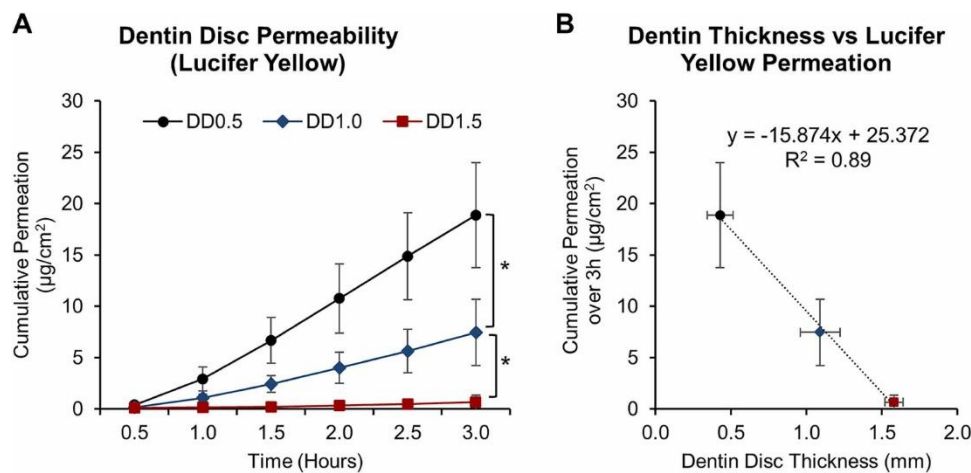 A
Dentin Disc Permeability
(Lucifer Yellow)
DD0.5
DD1.0
DD1.5
30
25
20
15
10
5
0
Cumulative Permeation
(µg/cm²)
*
*
0.5
1.0
1.5
2.0
2.5
3.0
Time (Hours)
B
Dentin Thickness vs Lucifer
Yellow Permeation
y = -15.874x + 25.372
R² = 0.89
30
25
20
15
10
5
0
Cumulative Permeation
over 3h (µg/cm²)
0.0
0.5
1.0
1.5
2.0
Dentin Disc Thickness (mm)